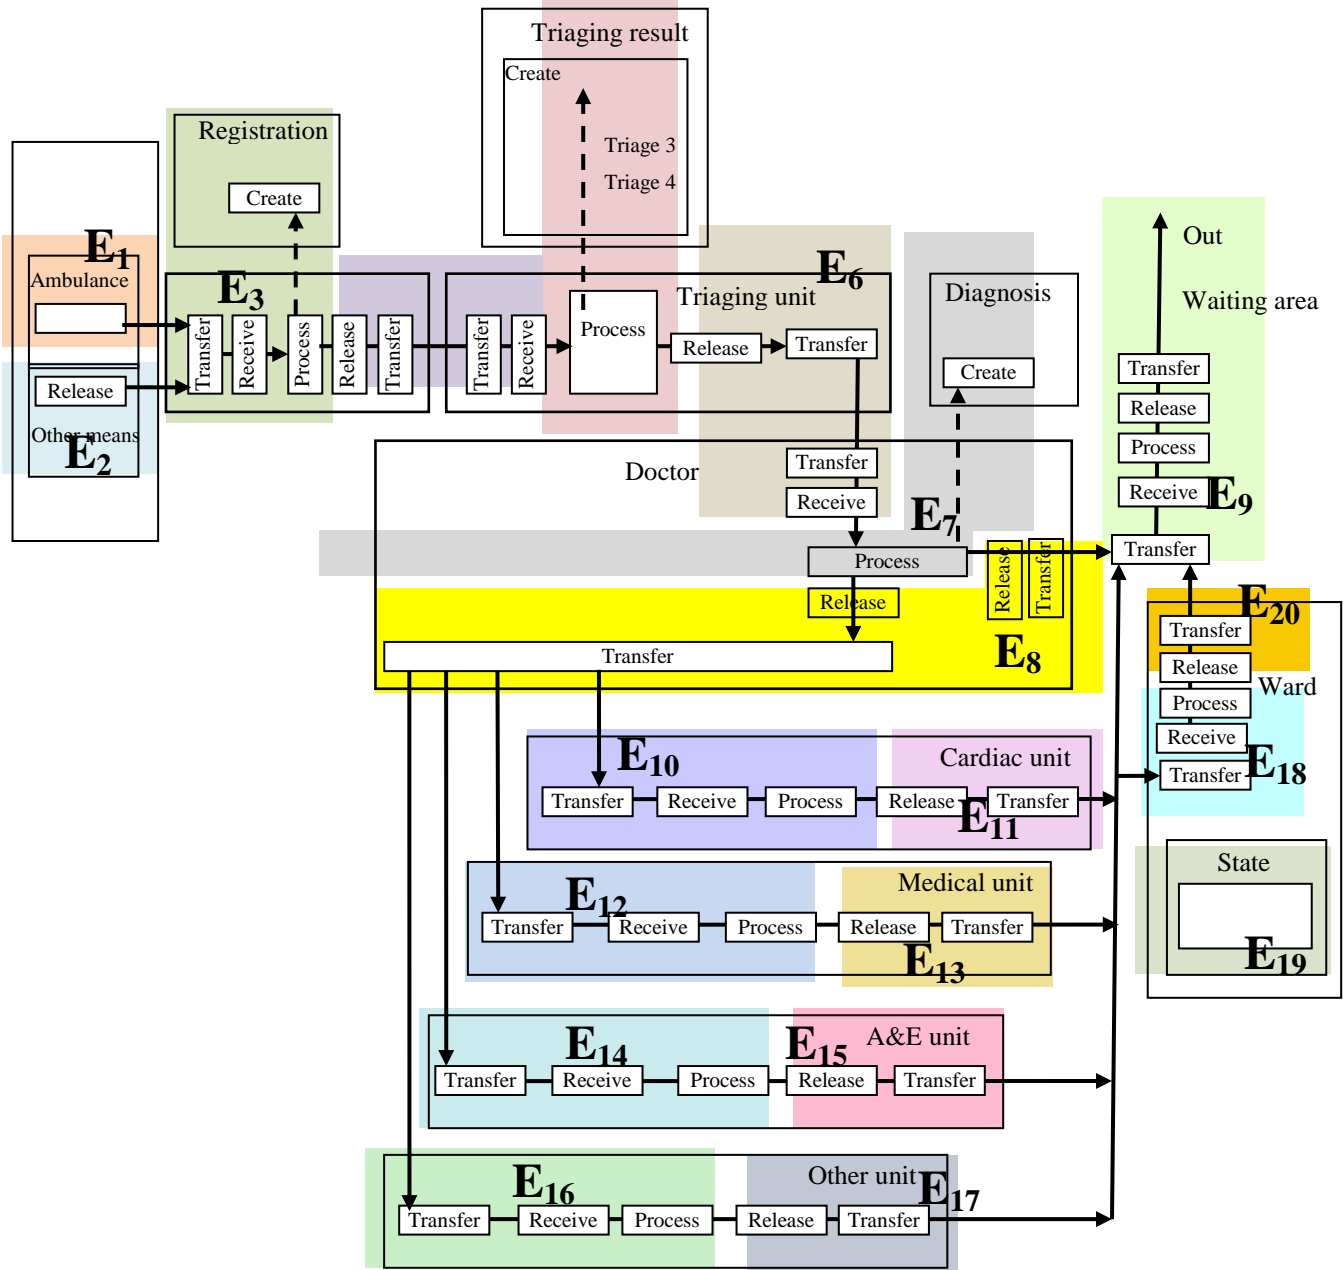 Triaging result
Create
Triage 3
Triage 4
Registration
Create
E1
Ambulance
Release
Other means
E2
E3
Transfer
Receive
Process
Release
Transfer
Transfer
Receive
Process
Triaging unit
E6
Release
Transfer
Diagnosis
Create
Out
Waiting area
Transfer
Release
Process
Receive
E9
Transfer
Doctor
Transfer
Receive
E7
Process
Release
Release
Transfer
E8
Transfer
E20
Transfer
Release
Ward
Process
Receive
E18
Transfer
State
E19
E10
Cardiac unit
Transfer
Receive
Process
Release
Transfer
E11
E12
Medical unit
Transfer
Receive
Process
Release
Transfer
E13
E14
E15
A&E unit
Transfer
Receive
Process
Release
Transfer
E16
Other unit
E17
Transfer
Receive
Process
Release
Transfer